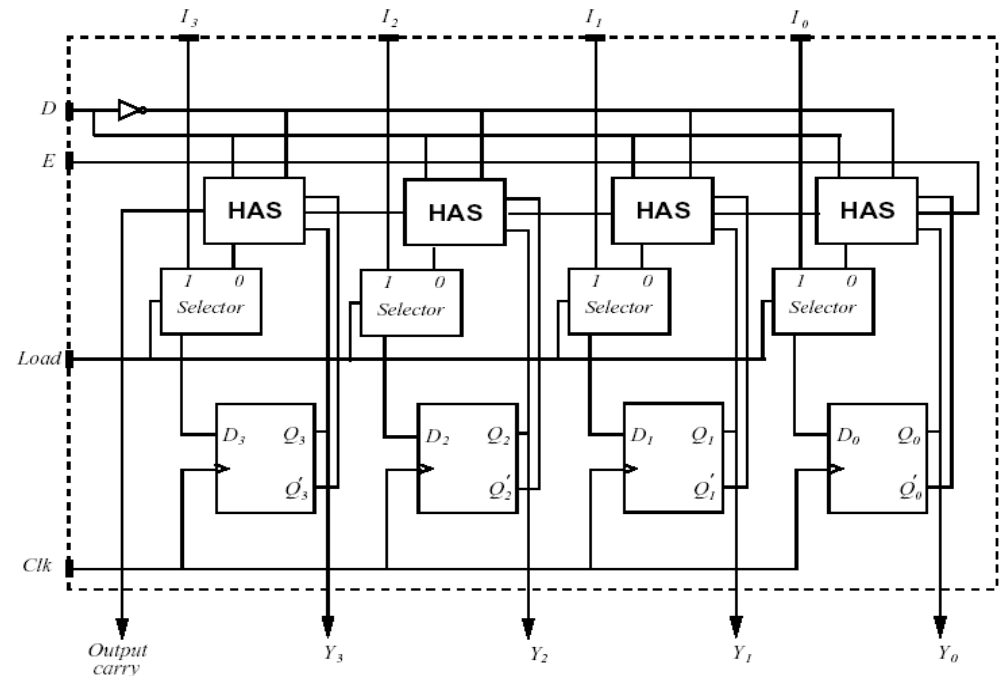 I3 I2 I1 I0
D
E
HAS HAS HAS HAS
1 0 1 0 1 0 1 0
Selector Selector Selector Selector
Load
D3 Q3 D2 Q2 D1 Q1 D0 Q0
Q'3 Q'2 Q'1 Q'0
Clk
Output Y3 Y2 Y1 Y0
carry